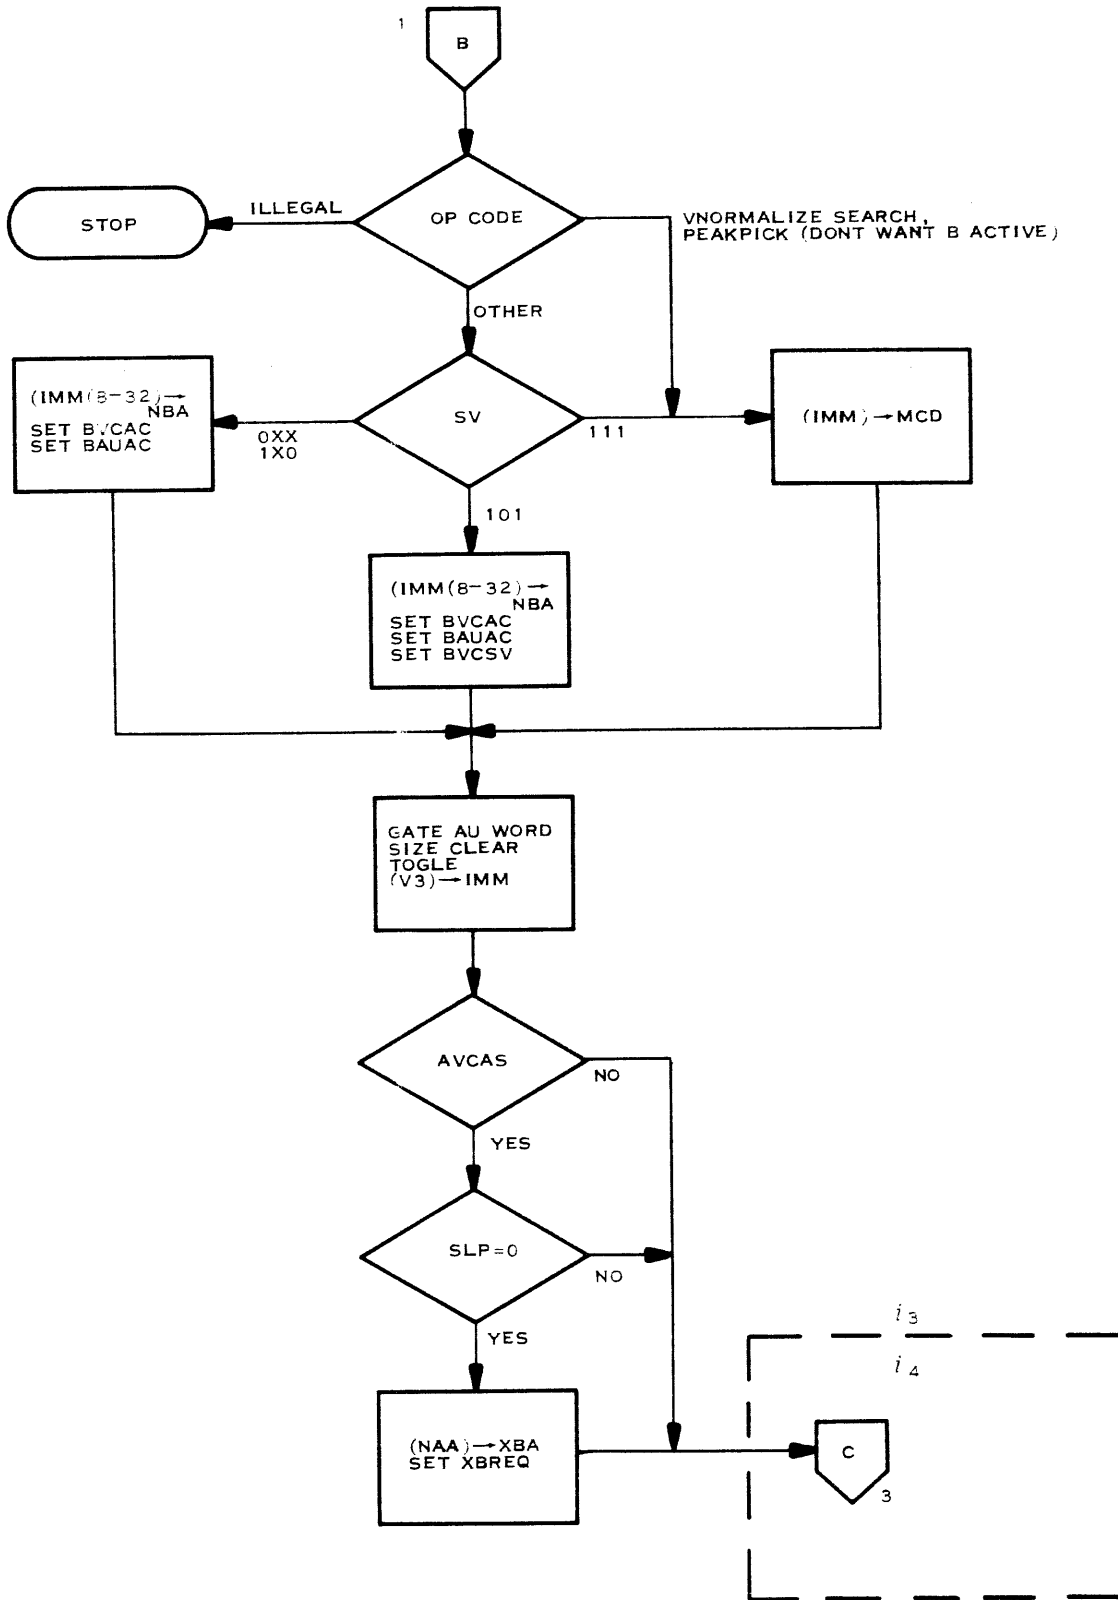 1
B
OP CODE
ILLEGAL
STOP
VNORMALIZE SEARCH,
PEAKPICK (DONT WANT B ACTIVE)
OTHER
SV
(IMM(8-32)→
NBA
SET BVCAC
SET BAUAC
0XX
1X0
111
(IMM)→MCD
101
(IMM(8-32)→
NBA
SET BVCAC
SET BAUAC
SET BVCSV
GATE AU WORD
SIZE CLEAR
TOGLE
(V3)→IMM
AVCAS
NO
YES
SLP=0
NO
YES
i3
i4
(NAA)→XBA
SET XBREQ
C
3